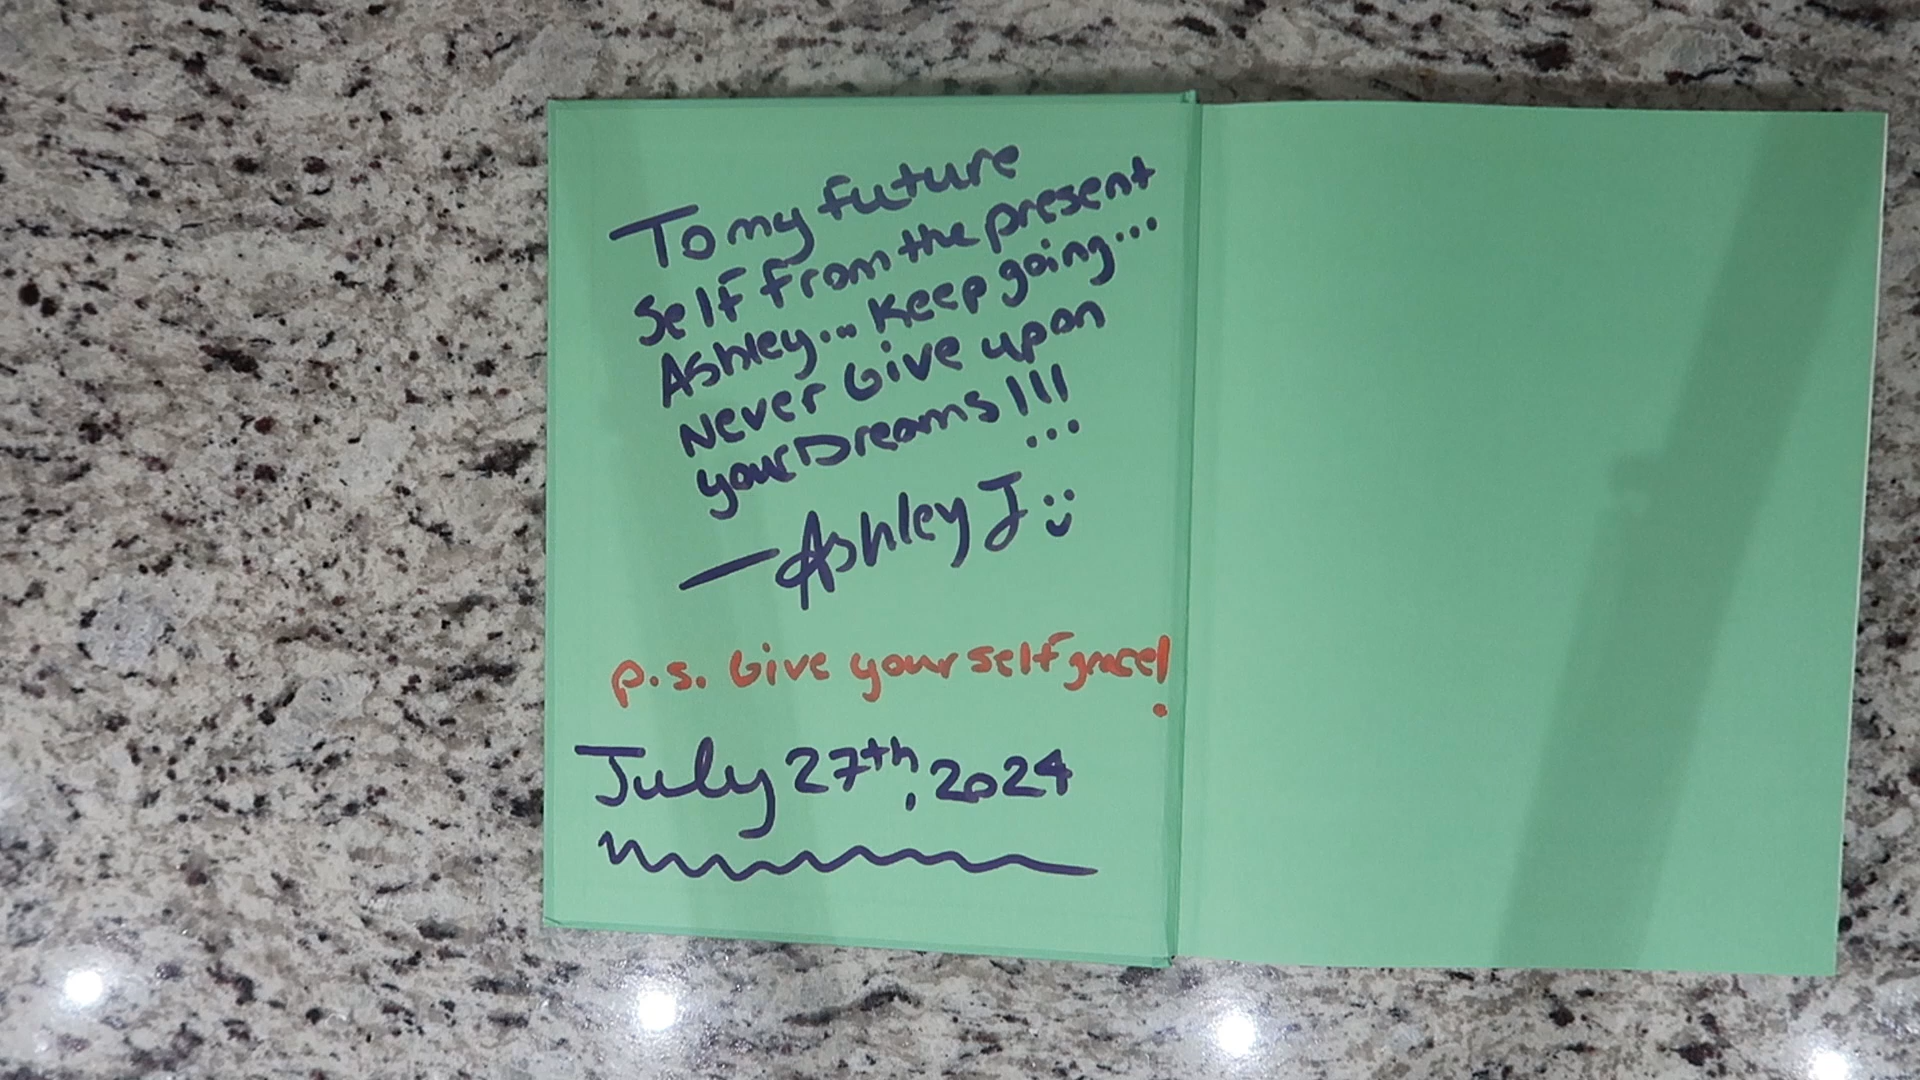 To my future
self from the present
Ashley... Keep going...
Never Give up on
your Dreams!!!
—Ashley J
p.s. Give yourself grace!
July 27th, 2024